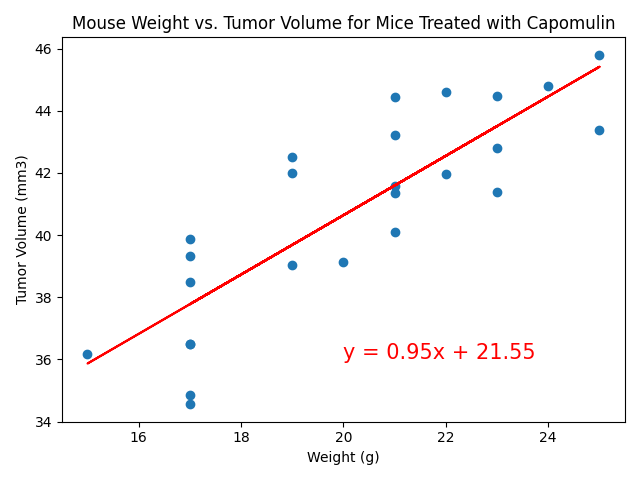 Mouse Weight vs. Tumor Volume for Mice Treated with Capomulin
46
44
42
40
38
36
34
Tumor Volume (mm3)
y = 0.95x + 21.55
16 18 20 22 24
Weight (g)